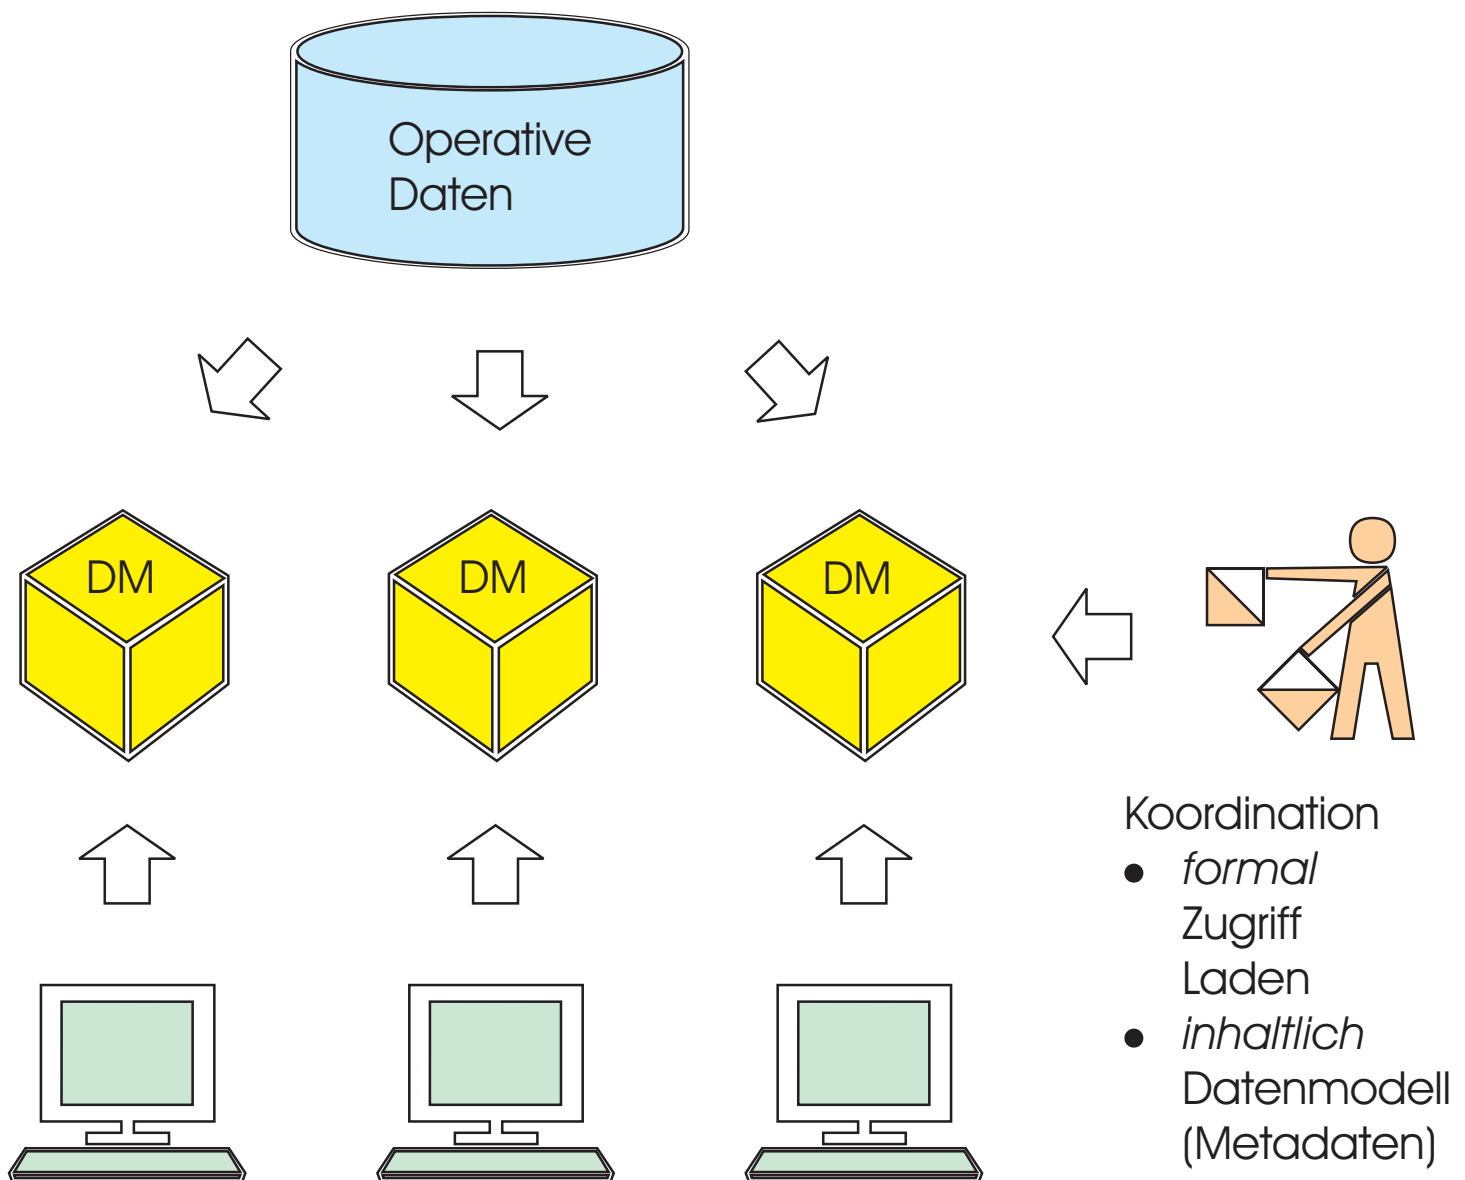 Operative
Daten
DM
DM
DM
Koordination
● formal
Zugriff
Laden
● inhaltlich
Datenmodell
(Metadaten)